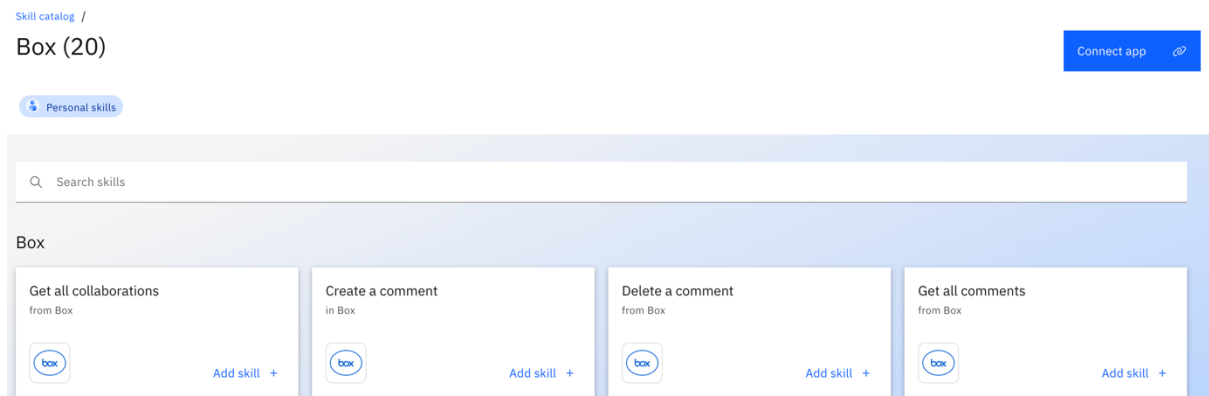 Skill catalog /
Box (20)
Connect app
Personal skills
Search skills
Box
Get all collaborations
from Box
box
Add skill +
Create a comment
in Box
box
Add skill +
Delete a comment
from Box
box
Add skill +
Get all comments
from Box
box
Add skill +